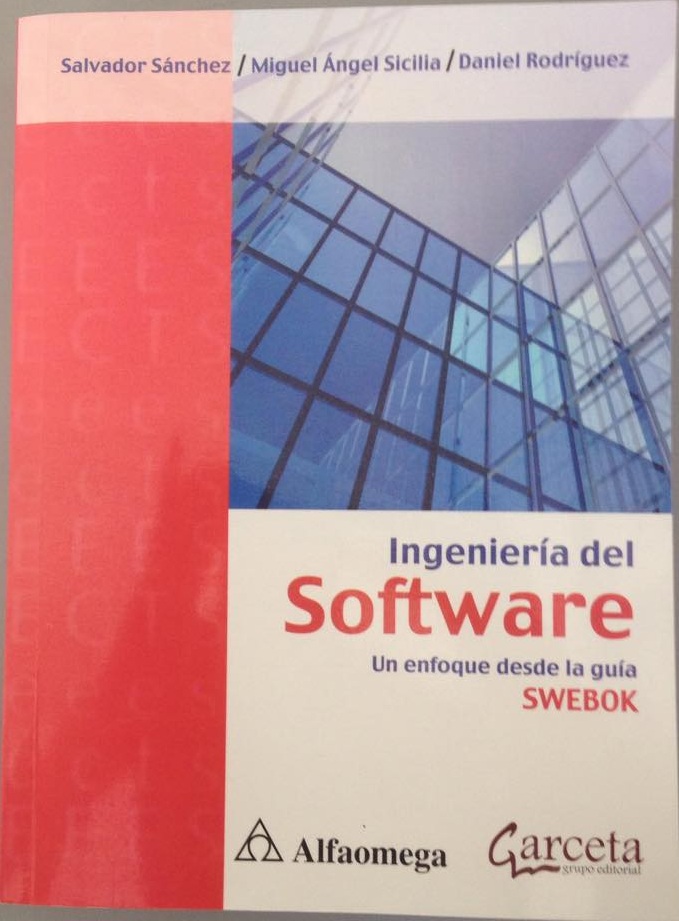 Salvador Sánchez / Miguel Ángel Sicilia / Daniel Rodríguez
Ingeniería del
Software
Un enfoque desde la guía
SWEBOK
Alfaomega
Garceta
grupo editorial